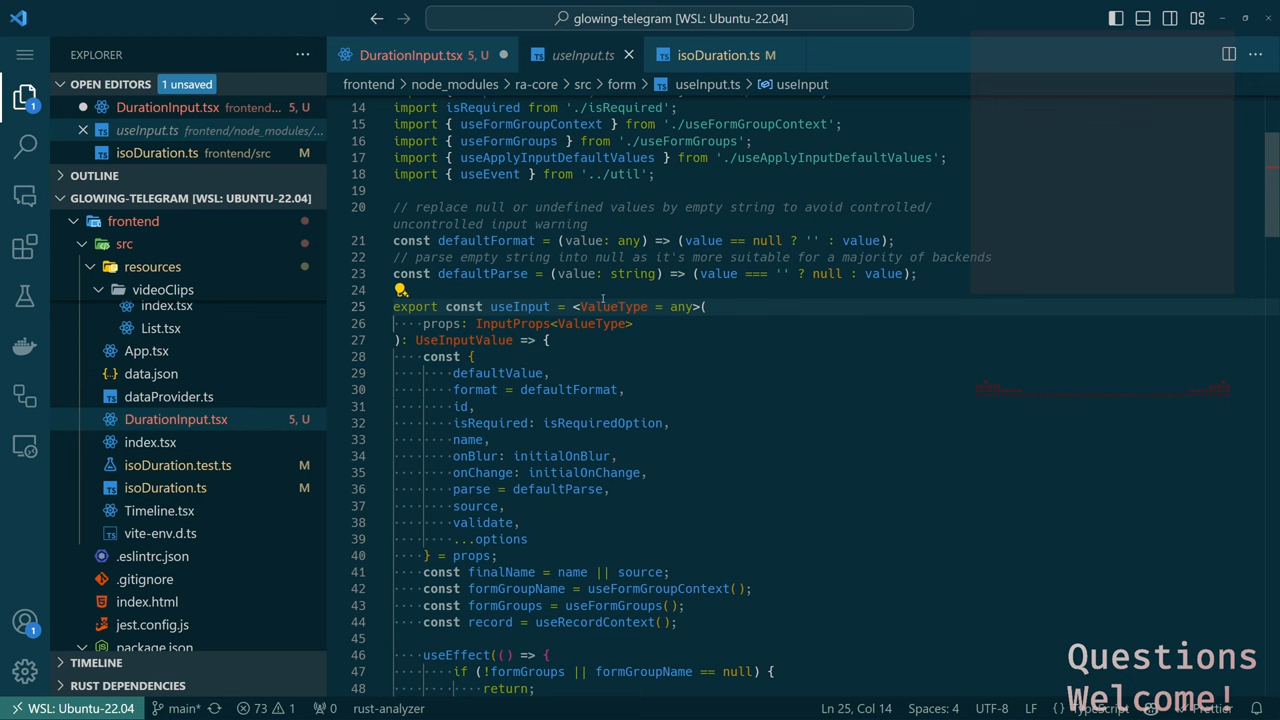 glowing-telegram [WSL: Ubuntu-22.04]
EXPLORER
OPEN EDITORS 1 unsaved
DurationInput.tsx frontend... 5, U
useInput.ts frontend/node_modules/...
isoDuration.ts frontend/src M
OUTLINE
GLOWING-TELEGRAM [WSL: UBUNTU-22.04]
frontend
src
resources
videoClips
index.tsx
List.tsx
App.tsx
data.json
dataProvider.ts
DurationInput.tsx 5, U
index.tsx
isoDuration.test.ts M
isoDuration.ts M
Timeline.tsx
vite-env.d.ts
.eslintrc.json
.gitignore
index.html
jest.config.js
package.json
TIMELINE
RUST DEPENDENCIES
1
1
DurationInput.tsx 5, U
useInput.ts
isoDuration.ts M
frontend > node_modules > ra-core > src > form > useInput.ts > useInput
14 import isRequired from './isRequired';
15 import { useFormGroupContext } from './useFormGroupContext';
16 import { useFormGroups } from './useFormGroups';
17 import { useApplyInputDefaultValues } from './useApplyInputDefaultValues';
18 import { useEvent } from '../util';
19
20 // replace null or undefined values by empty string to avoid controlled/
uncontrolled input warning
21 const defaultFormat = (value: any) => (value == null ? '' : value);
22 // parse empty string into null as it's more suitable for a majority of backends
23 const defaultParse = (value: string) => (value === '' ? null : value);
24
25 export const useInput = <ValueType = any>(
26 props: InputProps<ValueType>
27 ): UseInputValue => {
28 const {
29 defaultValue,
30 format = defaultFormat,
31 id,
32 isRequired: isRequiredOption,
33 name,
34 onBlur: initialOnBlur,
35 onChange: initialOnChange,
36 parse = defaultParse,
37 source,
38 validate,
39 ...options
40 } = props;
41 const finalName = name || source;
42 const formGroupName = useFormGroupContext();
43 const formGroups = useFormGroups();
44 const record = useRecordContext();
45
46 useEffect(() => {
47 if (!formGroups || formGroupName == null) {
48 return;
Questions
Welcome!
WSL: Ubuntu-22.04 main* 73 1 0 rust-analyzer Ln 25, Col 14 Spaces: 4 UTF-8 LF {} TypeScript Prettier